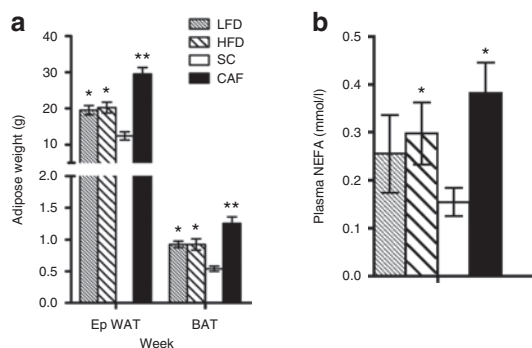 a
LFD
HFD
SC
CAF
Adipose weight (g)
40
30
20
10
2.0
1.5
1.0
0.5
0.0
* * **
* * **
Ep WAT BAT
Week
b
Plasma NEFA (mmol/l)
0.5
0.4
0.3
0.2
0.1
0.0
* *